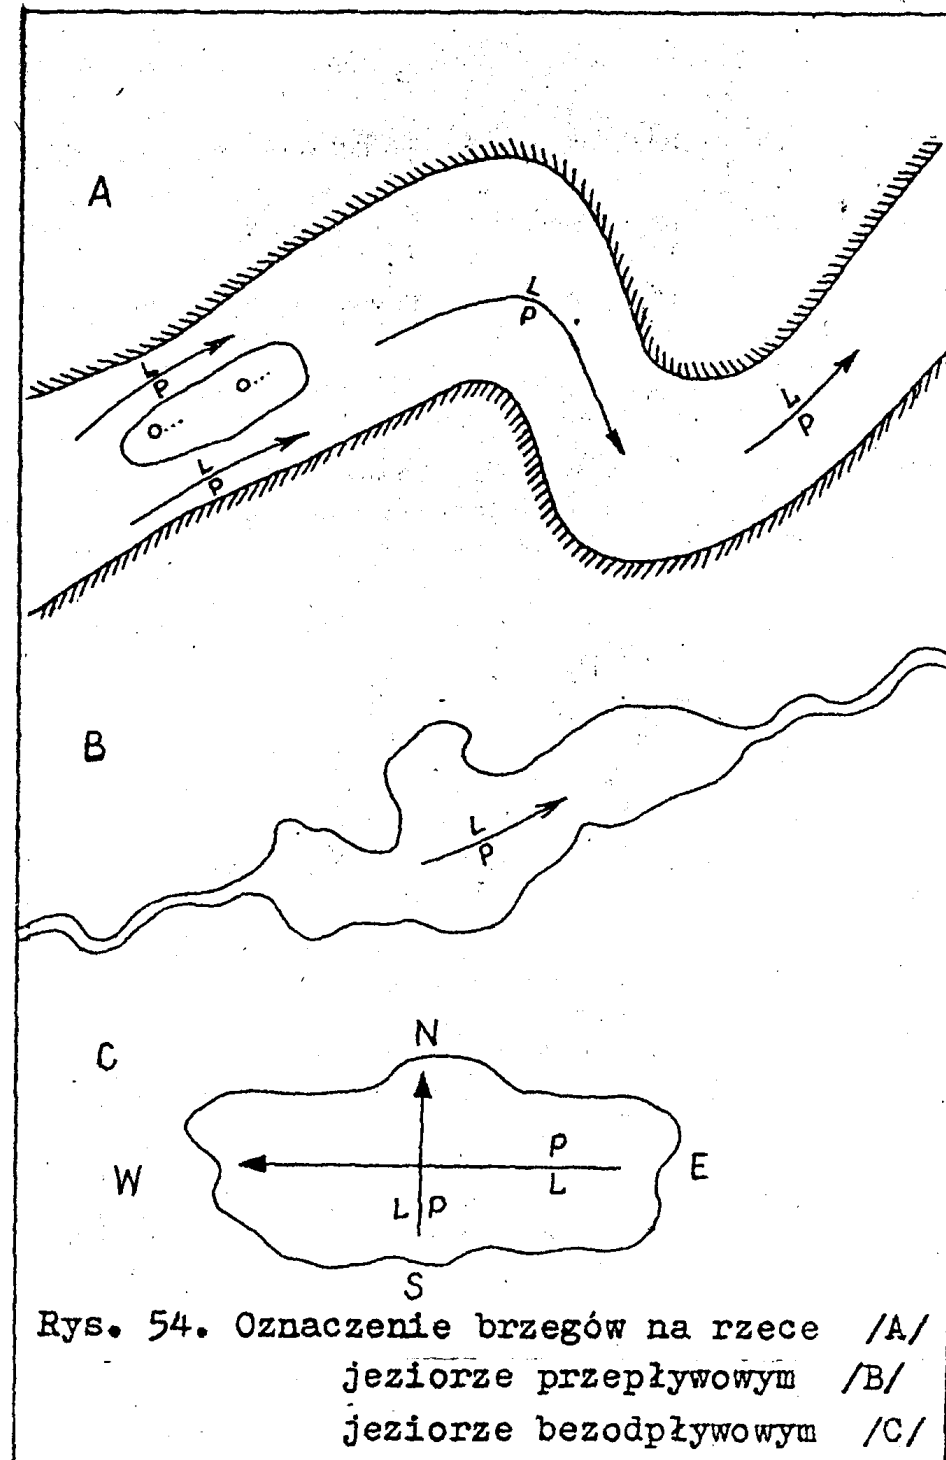 A
L
P
L
P
L
P
L
P
B
L
P
C
N
W
P
L
E
L P
S
Rys. 54. Oznaczenie brzegów na rzece /A/
jeziorze przepływowym /B/
jeziorze bezodpływowym /C/